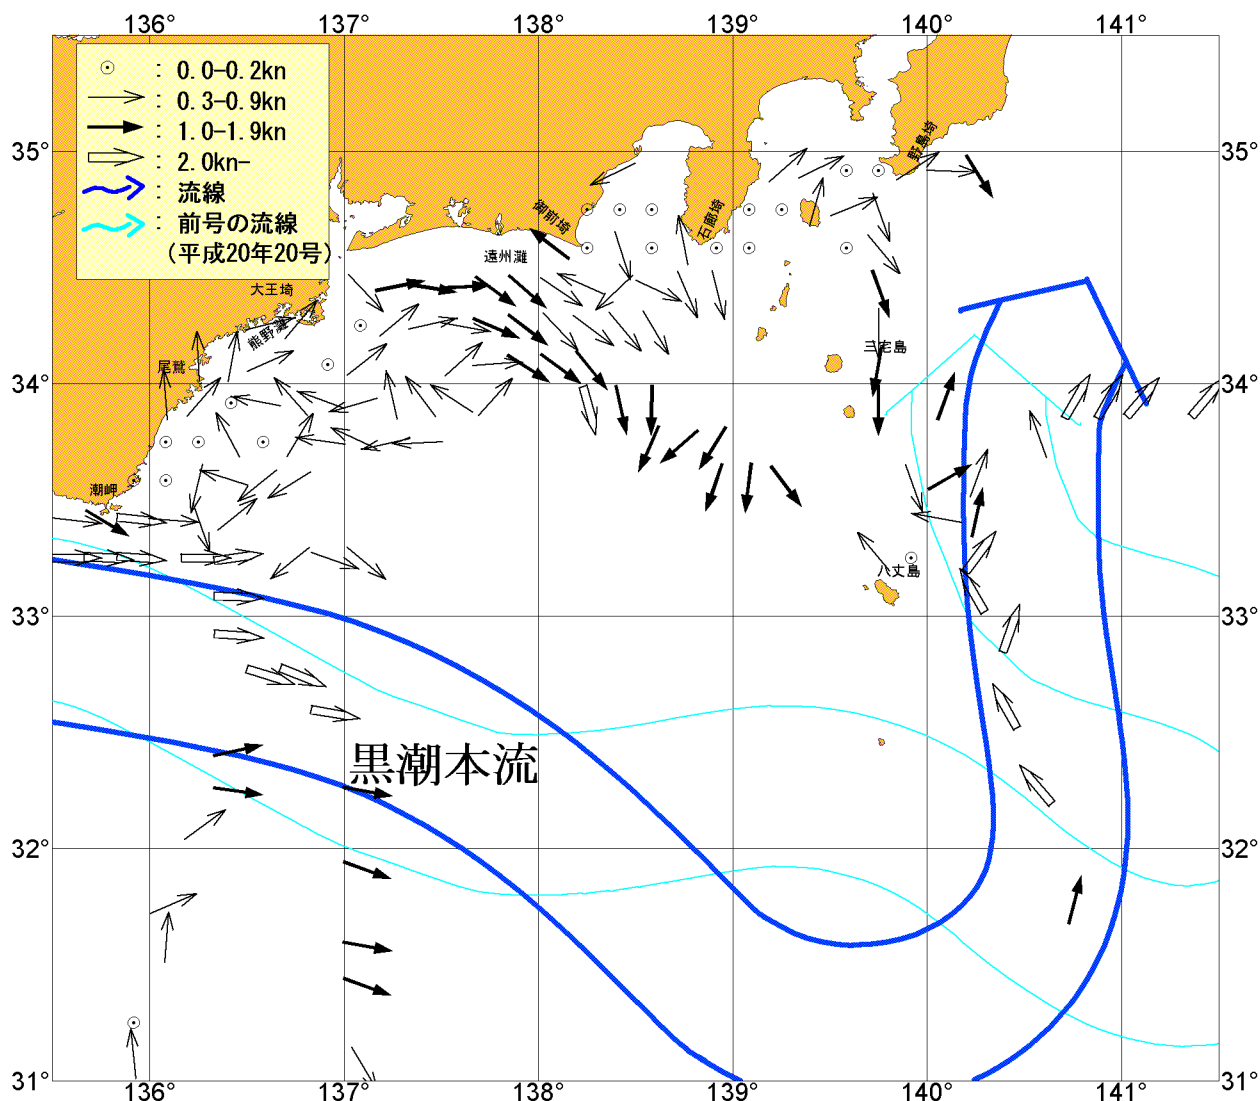 136° 137° 138° 139° 140° 141°
: 0.0-0.2kn
: 0.3-0.9kn
: 1.0-1.9kn
: 2.0kn-
: 流線
: 前号の流線
(平成20年20号)
35° 35°
野島埼
御前埼
石廊埼
遠州灘
大王埼
熊野灘
三宅島
尾鷲
34° 34°
潮岬
八丈島
33° 33°
黒潮本流
32° 32°
31° 31°
136° 137° 138° 139° 140° 141°